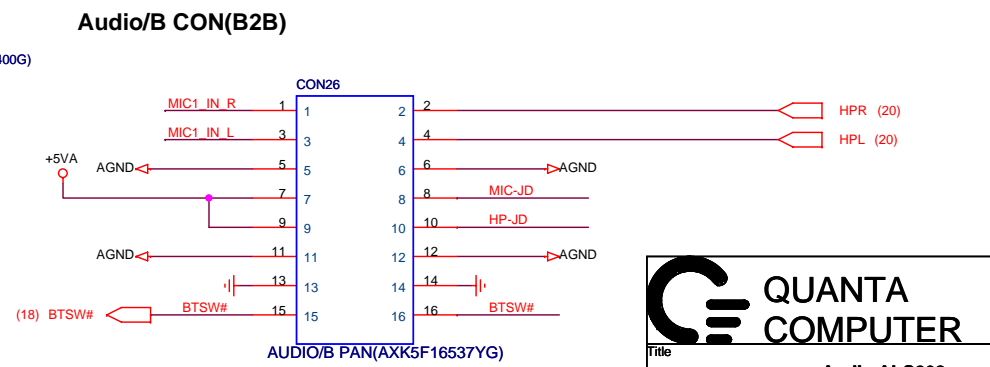 Audio/B CON(B2B)
400G)
CON26
MIC1_IN_R 1 1 2 2 HPR (20)
MIC1_IN_L 3 3 4 4 HPL (20)
+5VA
AGND 5 5 6 6 AGND
7 7 8 8 MIC-JD
9 9 10 10 HP-JD
AGND 11 11 12 12 AGND
13 13 14 14
(18) BTSW# BTSW# 15 15 16 16 BTSW#
AUDIO/B PAN(AXK5F16537YG)
QUANTA
COMPUTER
Title